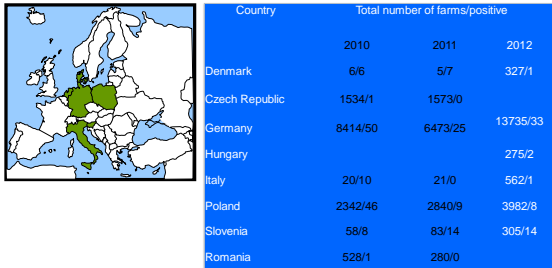 Country Total number of farms/positive
2010 2011 2012
Denmark 6/6 5/7 327/1
Czech Republic 1534/1 1573/0
Germany 8414/50 6473/25 13735/33
Hungary 275/2
Italy 20/10 21/0 562/1
Poland 2342/46 2840/9 3982/8
Slovenia 58/8 83/14 305/14
Romania 528/1 280/0